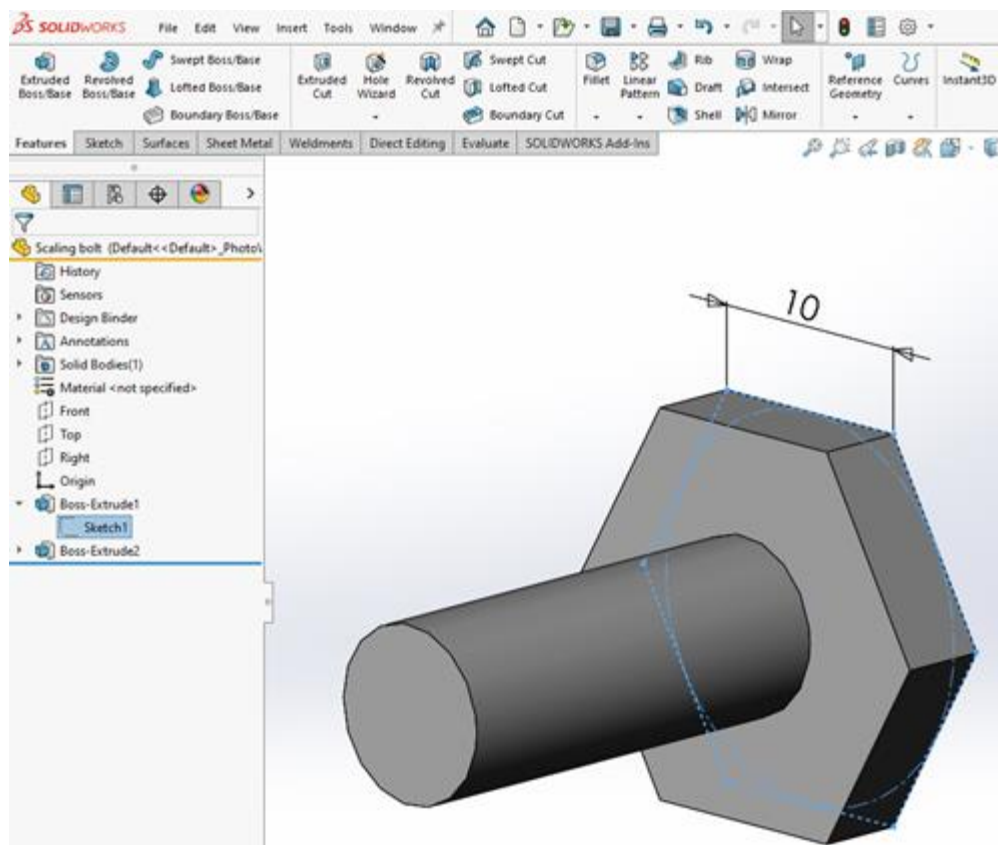 SOLIDWORKS File Edit View Insert Tools Window
Extruded Boss/Base
Revolved Boss/Base
Swept Boss/Base
Lofted Boss/Base
Boundary Boss/Base
Extruded Cut
Hole Wizard
Revolved Cut
Swept Cut
Lofted Cut
Boundary Cut
Fillet
Linear Pattern
Rib
Draft
Shell
Wrap
Intersect
Mirror
Reference Geometry
Curves
Instant3D
Features Sketch Surfaces Sheet Metal Weldments Direct Editing Evaluate SOLIDWORKS Add-Ins
Scaling bolt (Default<<Default>_Photo
History
Sensors
Design Binder
Annotations
Solid Bodies(1)
Material <not specified>
Front
Top
Right
Origin
Boss-Extrude1
Sketch1
Boss-Extrude2
10